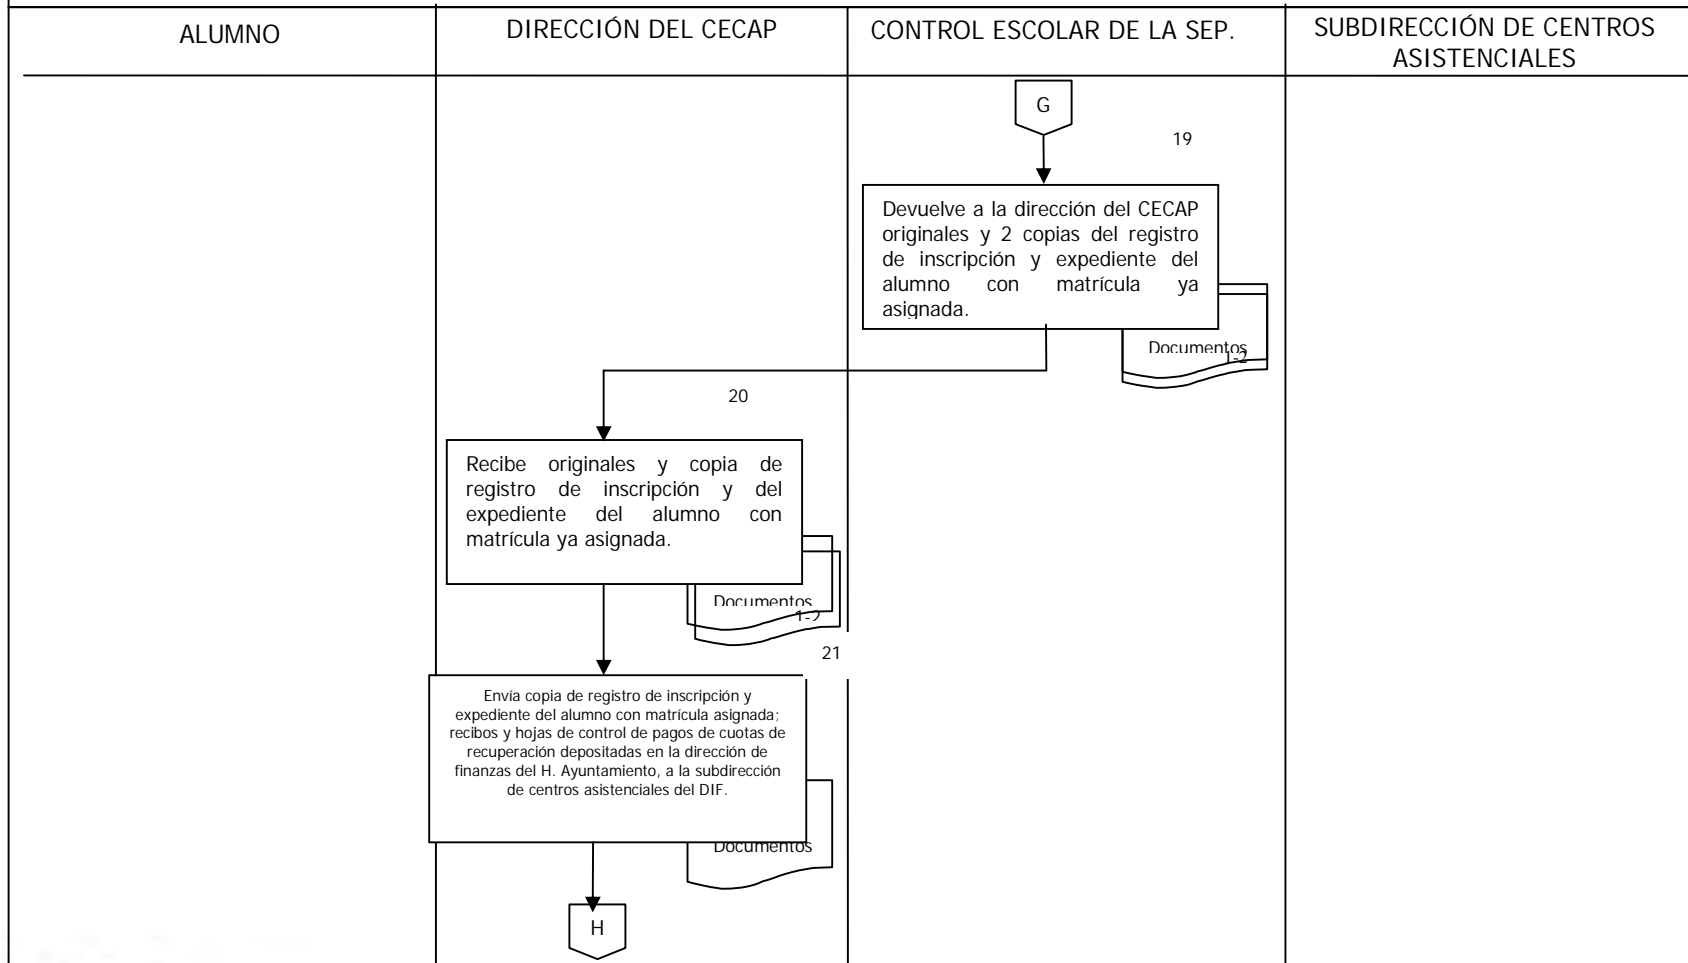 ALUMNO
DIRECCIÓN DEL CECAP
CONTROL ESCOLAR DE LA SEP.
SUBDIRECCIÓN DE CENTROS
ASISTENCIALES
G
19
Devuelve a la dirección del CECAP
originales y 2 copias del registro
de inscripción y expediente del
alumno con matrícula ya
asignada.
Documentos
1-2
20
Recibe originales y copia de
registro de inscripción y del
expediente del alumno con
matrícula ya asignada.
Documentos
1-2
21
Envía copia de registro de inscripción y
expediente del alumno con matrícula asignada;
recibos y hojas de control de pagos de cuotas de
recuperación depositadas en la dirección de
finanzas del H. Ayuntamiento, a la subdirección
de centros asistenciales del DIF.
Documentos
H